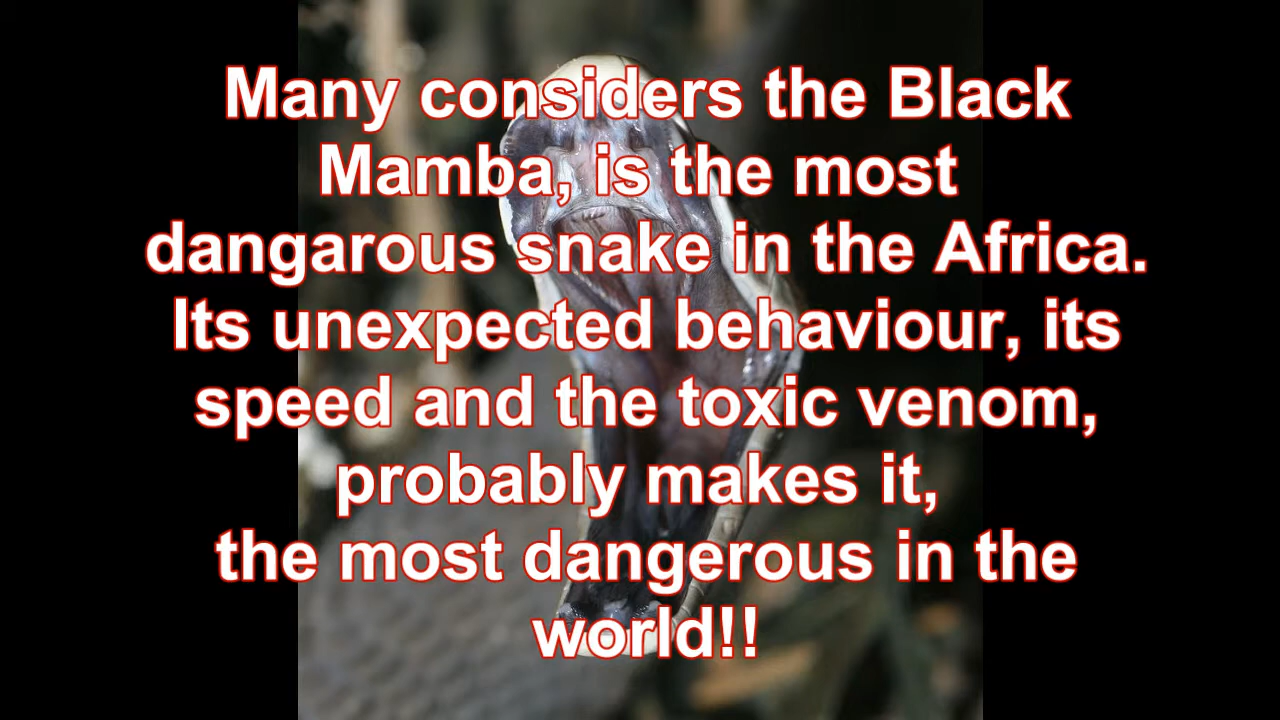 Many considers the Black
Mamba, is the most
dangarous snake in the Africa.
Its unexpected behaviour, its
speed and the toxic venom,
probably makes it,
the most dangerous in the
world!!